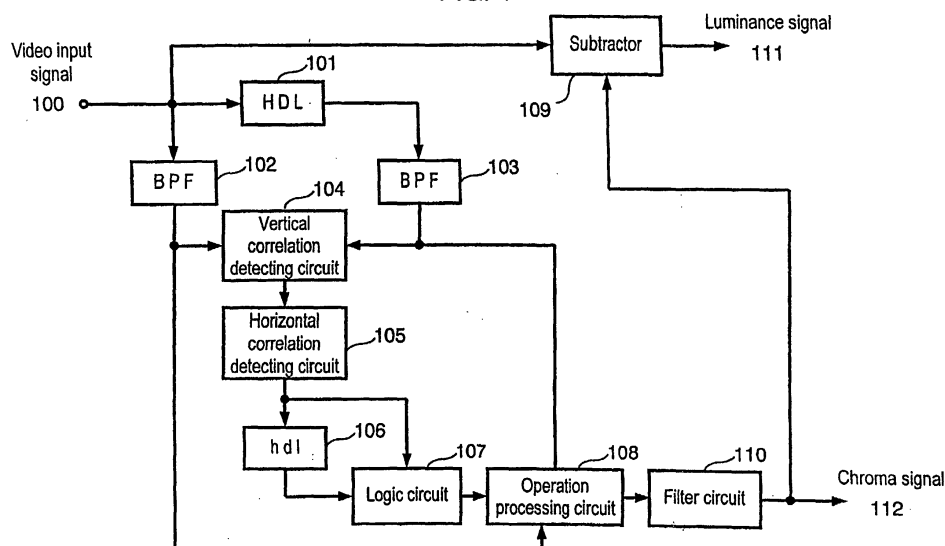 Video input
signal
100
101
HDL
Subtractor
109
Luminance signal
111
BPF
102
BPF
103
104
Vertical
correlation
detecting circuit
Horizontal
correlation
detecting circuit
105
hdl
106
107
Logic circuit
108
Operation
processing circuit
110
Filter circuit
Chroma signal
112